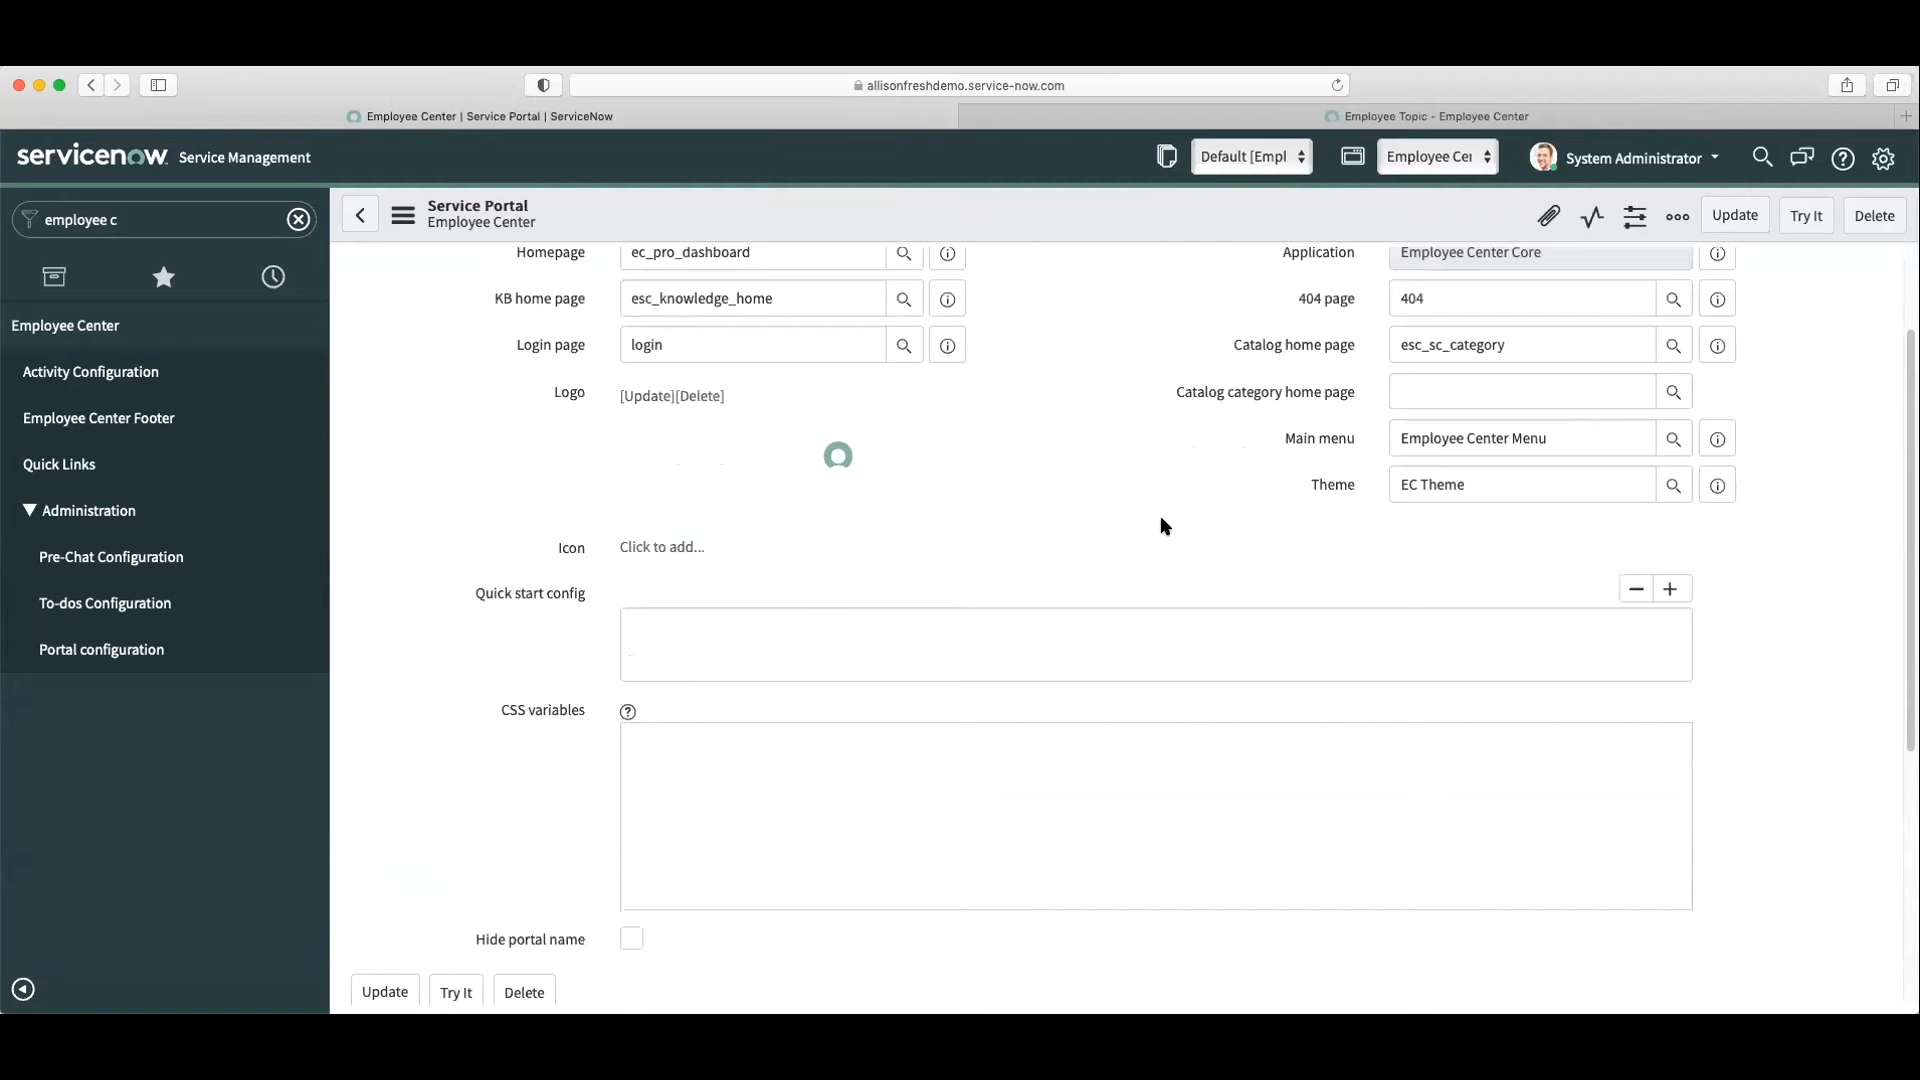 allisonfreshdemo.service-now.com
Employee Center | Service Portal | ServiceNow
Employee Topic - Employee Center
servicenow. Service Management
Default [Empl
Employee Cer
System Administrator
employee c
Service Portal
Employee Center
Update
Try It
Delete
Employee Center
Activity Configuration
Employee Center Footer
Quick Links
Administration
Pre-Chat Configuration
To-dos Configuration
Portal configuration
Homepage ec_pro_dashboard
Application Employee Center Core
KB home page esc_knowledge_home
404 page 404
Login page login
Catalog home page esc_sc_category
Logo [Update][Delete]
Catalog category home page
Main menu Employee Center Menu
Theme EC Theme
Icon Click to add...
Quick start config
CSS variables
Hide portal name
Update Try It Delete